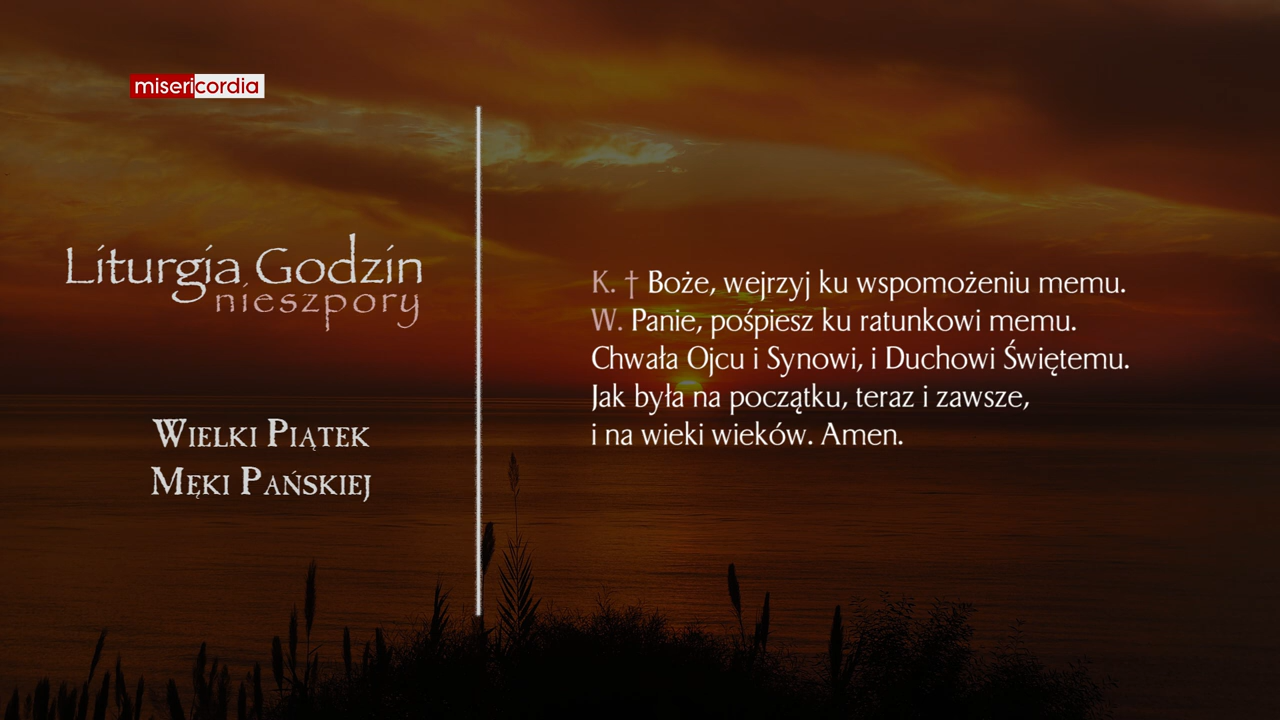 misericordia
Liturgia Godzin
nieszpory
Wielki Piątek
Męki Pańskiej
K. † Boże, wejrzyj ku wspomożeniu memu.
W. Panie, pośpiesz ku ratunkowi memu.
Chwała Ojcu i Synowi, i Duchowi Świętemu.
Jak była na początku, teraz i zawsze,
i na wieki wieków. Amen.